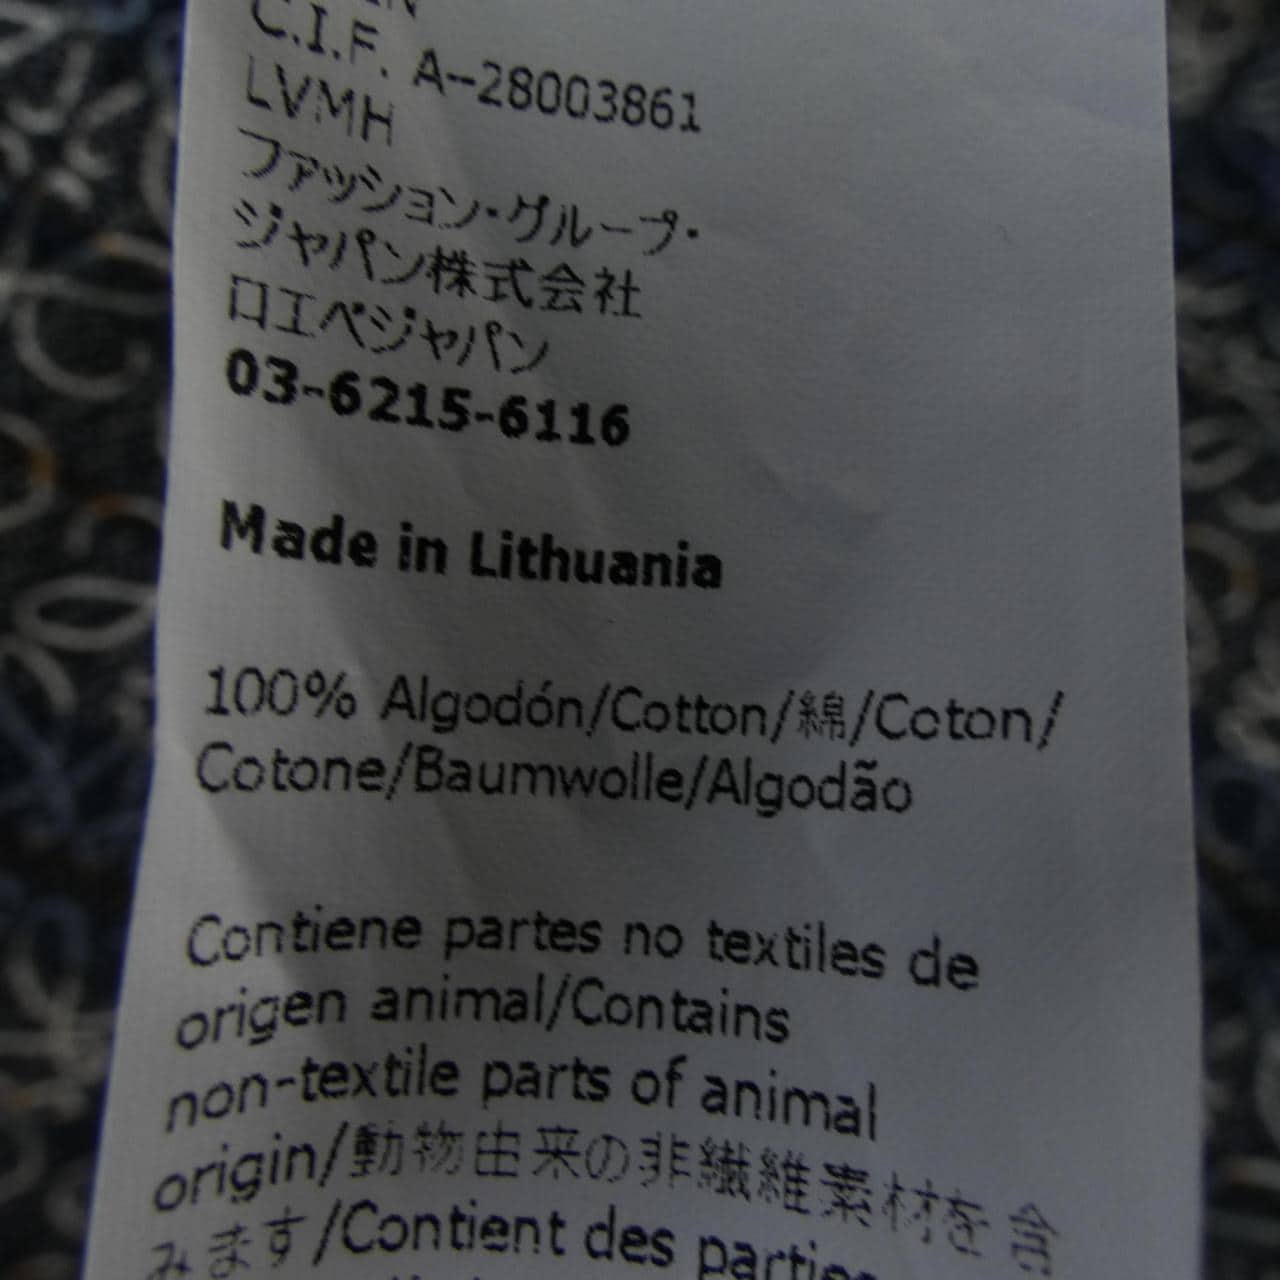 C.I.F. A-28003861
LVMH
ファッション・グループ・
ジャパン株式会社
ロエベジャパン
03-6215-6116
Made in Lithuania
100% Algodón/Cotton/綿/Coton/
Cotone/Baumwolle/Algodão
Contiene partes no textiles de
origen animal/Contains
non-textile parts of animal
origin/動物由来の非繊維素材を含
みます/Contient des parties